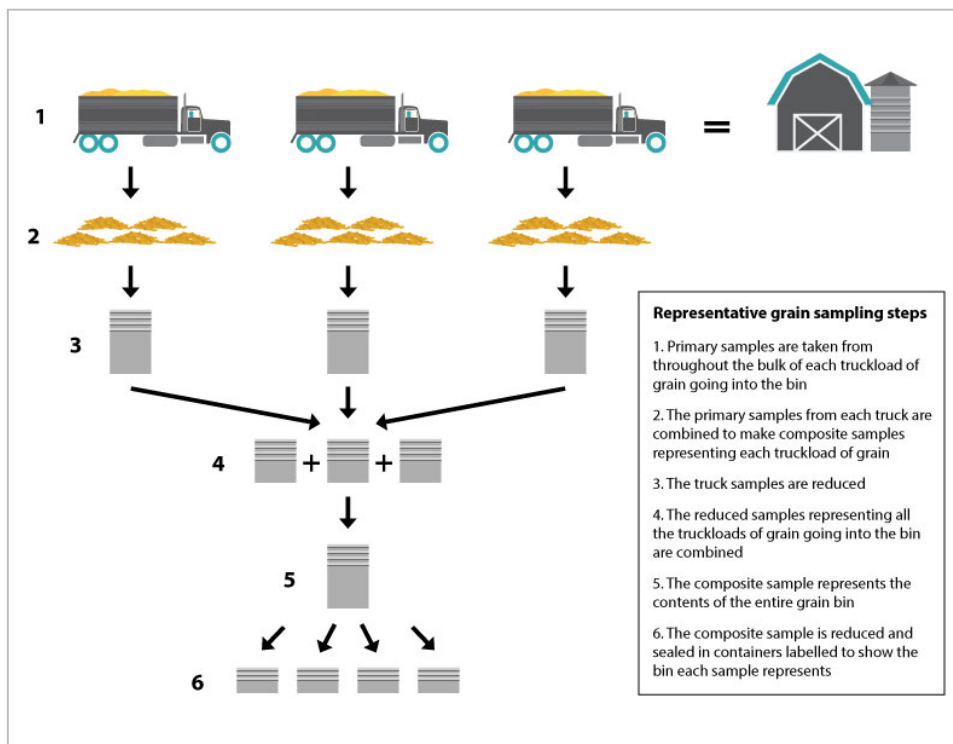 1
=
2
3
4
+ +
5
6
Representative grain sampling steps
1. Primary samples are taken from
throughout the bulk of each truckload of
grain going into the bin
2. The primary samples from each truck are
combined to make composite samples
representing each truckload of grain
3. The truck samples are reduced
4. The reduced samples representing all
the truckloads of grain going into the bin
are combined
5. The composite sample represents the
contents of the entire grain bin
6. The composite sample is reduced and
sealed in containers labelled to show the
bin each sample represents